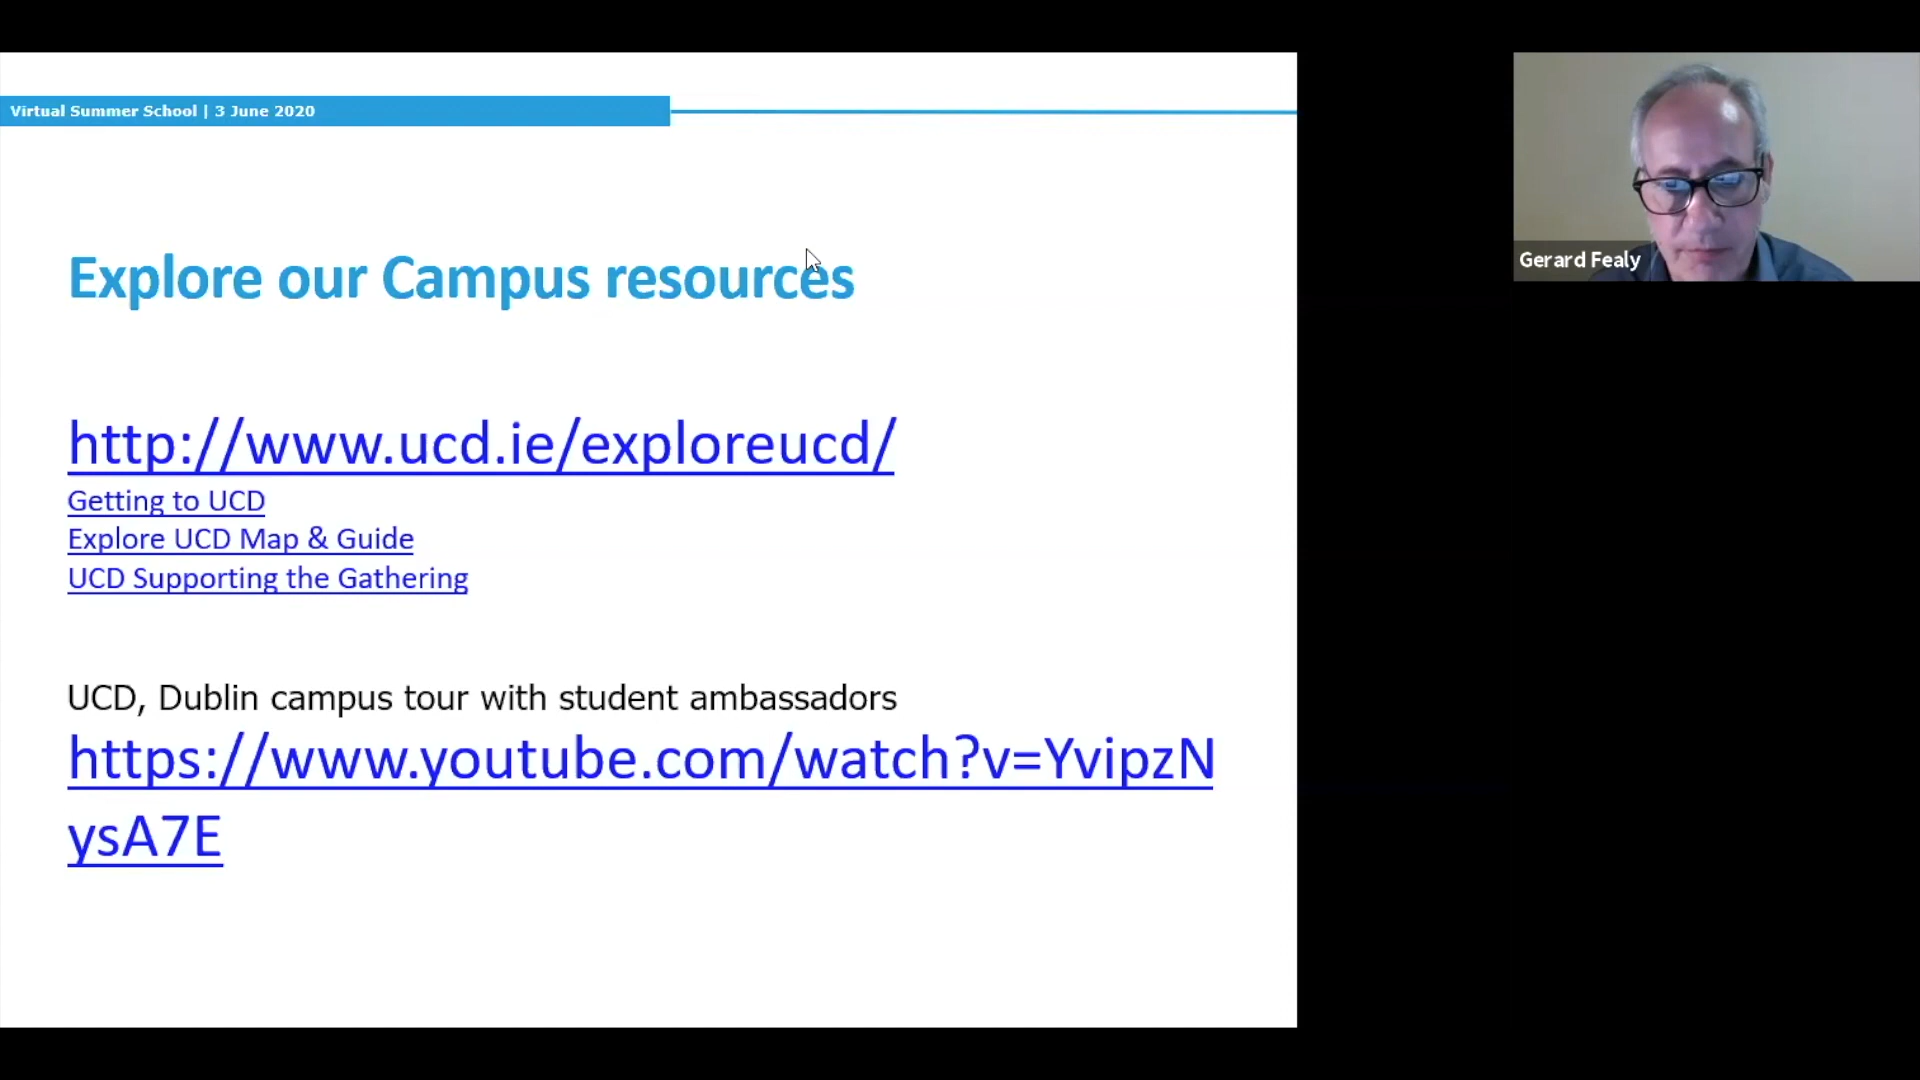 Virtual Summer School | 3 June 2020
Explore our Campus resources
http://www.ucd.ie/exploreucd/
Getting to UCD
Explore UCD Map & Guide
UCD Supporting the Gathering
UCD, Dublin campus tour with student ambassadors
https://www.youtube.com/watch?v=YvipzN
ysA7E
Gerard Fealy